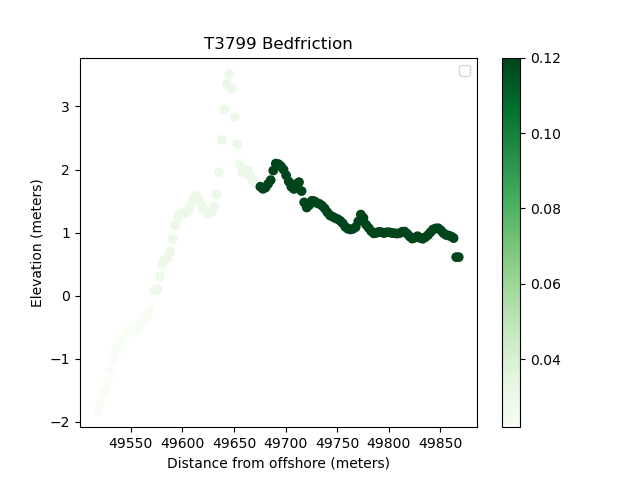 T3799 Bedfriction
Elevation (meters)
3
2
1
0
−1
−2
49550 49600 49650 49700 49750 49800 49850
Distance from offshore (meters)
0.12
0.10
0.08
0.06
0.04